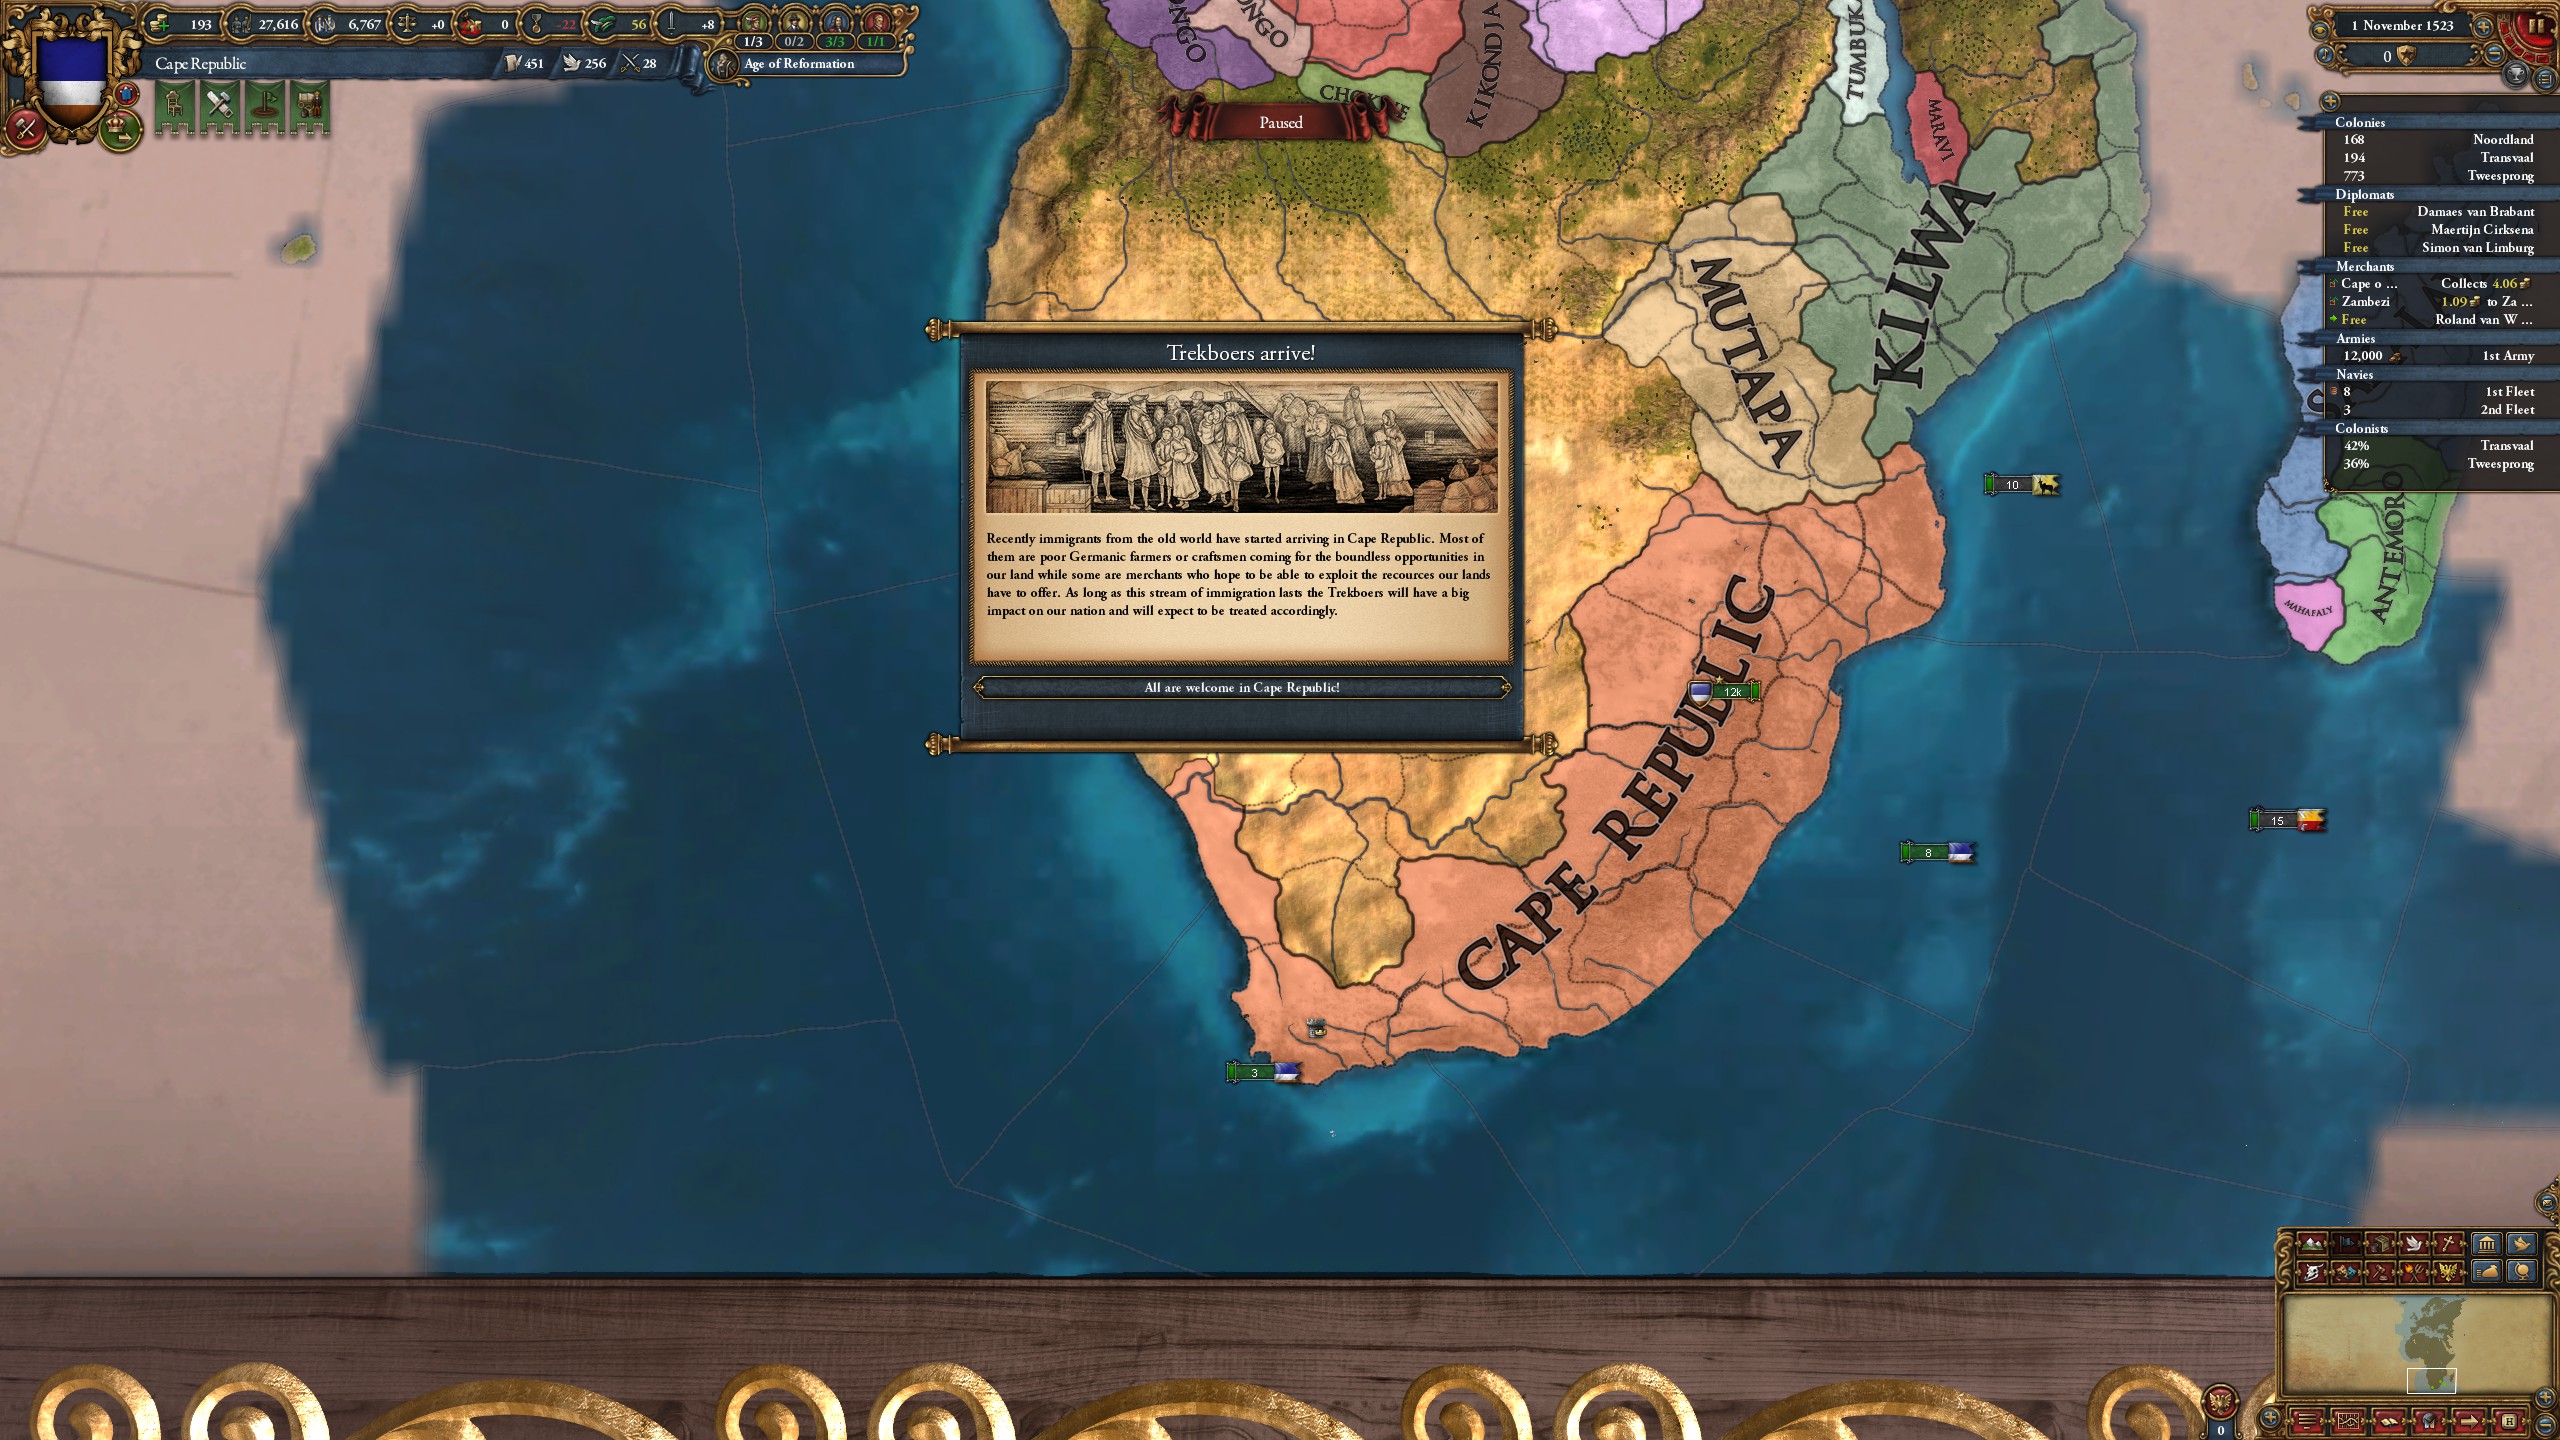 193 27,616 6,767 +0 0 -22 56 +8
1/3 0/2 3/3 1/1
Cape Republic 451 256 28 Age of Reformation
1 November 1523
0
Paused
Colonies
168 Noordland
194 Transvaal
773 Tweesprong
Diplomats
Free Damaes van Brabant
Free Maertijn Cirksena
Free Simon van Limburg
Merchants
Cape o ... Collects 4.06
Zambezi 1.09 to Za ...
Free Roland van W ...
Armies
12,000 1st Army
Navies
8 1st Fleet
3 2nd Fleet
Colonists
42% Transvaal
36% Tweesprong
ONGO
ONGO
KIKONDJA
TUMBUKA
MARAVI
KILWA
MUTAPA
ANTEMORO
MAHAFALY
CAPE REPUBLIC
Trekboers arrive!
Recently immigrants from the old world have started arriving in Cape Republic. Most of
them are poor Germanic farmers or craftsmen coming for the boundless opportunities in
our land while some are merchants who hope to be able to exploit the recources our lands
have to offer. As long as this stream of immigration lasts the Trekboers will have a big
impact on our nation and will expect to be treated accordingly.
All are welcome in Cape Republic!
10
12k
15
8
3
0
H